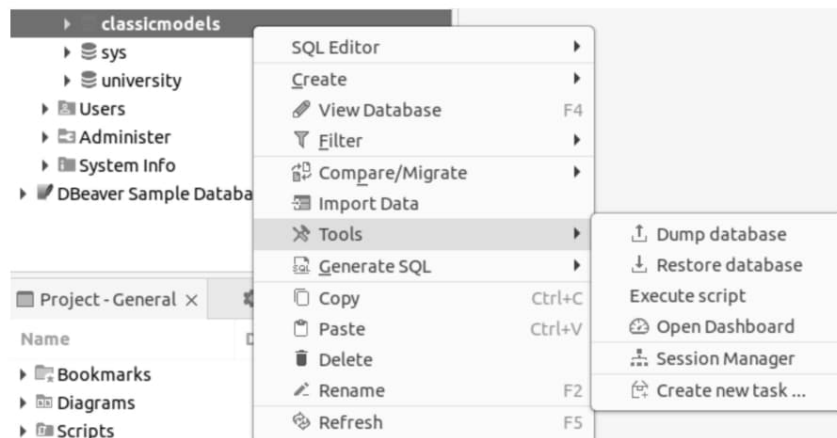 classicmodels
sys
university
Users
Administer
System Info
DBeaver Sample Databa
Project - General ×
Name
Bookmarks
Diagrams
Scripts
SQL Editor
Create
View Database F4
Filter
Compare/Migrate
Import Data
Tools
Generate SQL
Copy Ctrl+C
Paste Ctrl+V
Delete
Rename F2
Refresh F5
Dump database
Restore database
Execute script
Open Dashboard
Session Manager
Create new task ...